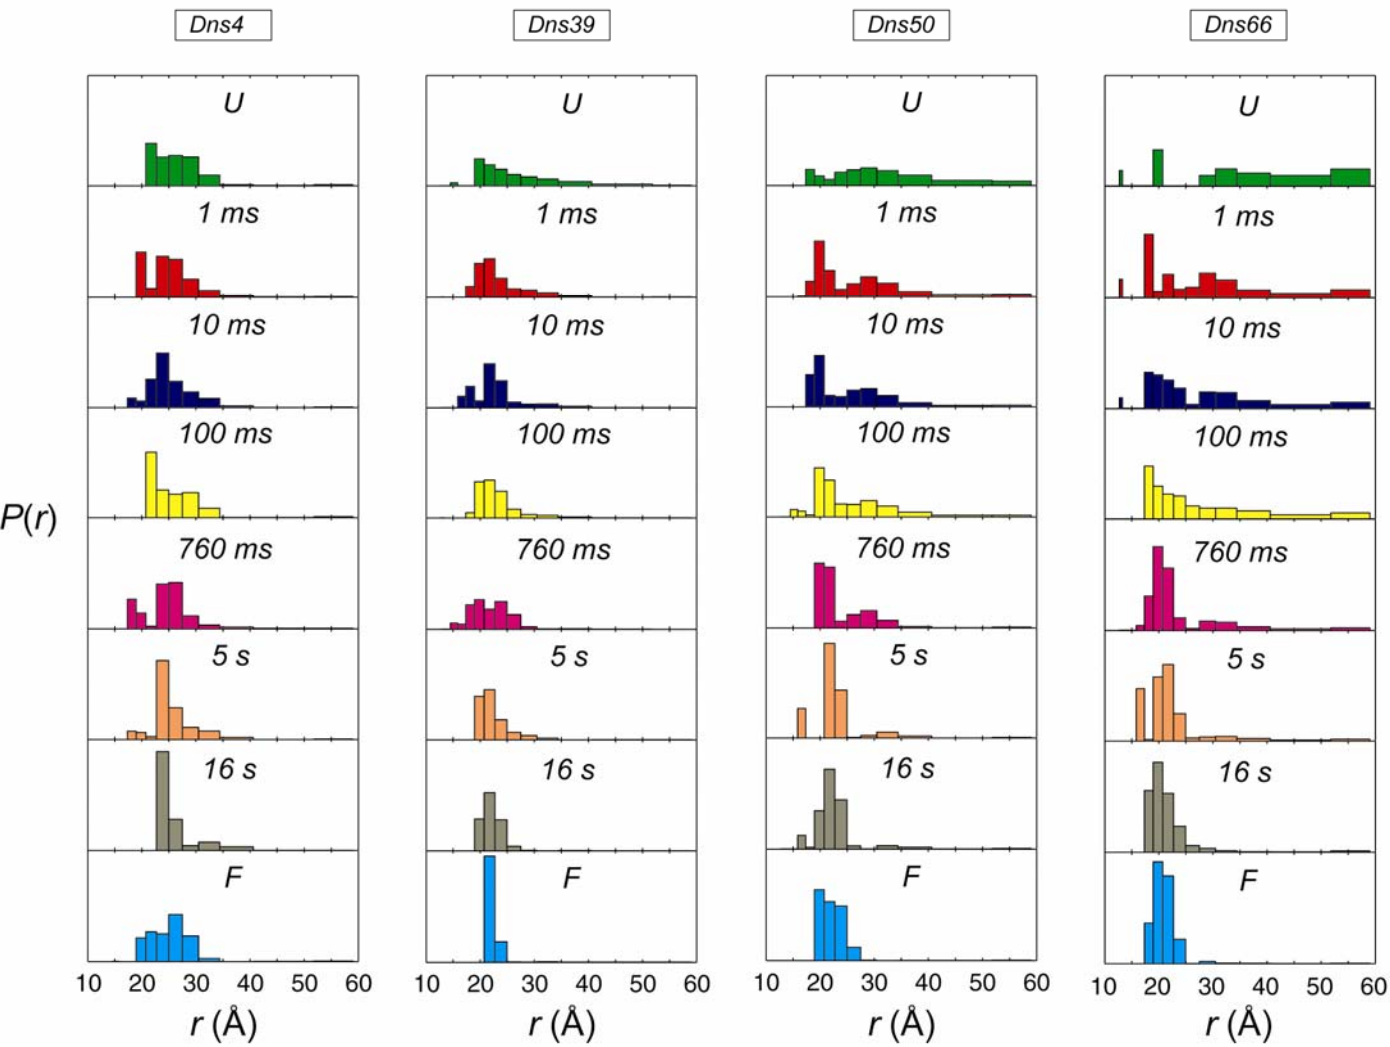 Dns4 Dns39 Dns50 Dns66
U U U U
1 ms 1 ms 1 ms 1 ms
10 ms 10 ms 10 ms 10 ms
100 ms 100 ms 100 ms 100 ms
P(r)
760 ms 760 ms 760 ms 760 ms
5 s 5 s 5 s 5 s
16 s 16 s 16 s 16 s
F F F F
10 20 30 40 50 60 10 20 30 40 50 60 10 20 30 40 50 60 10 20 30 40 50 60
r (Å) r (Å) r (Å) r (Å)